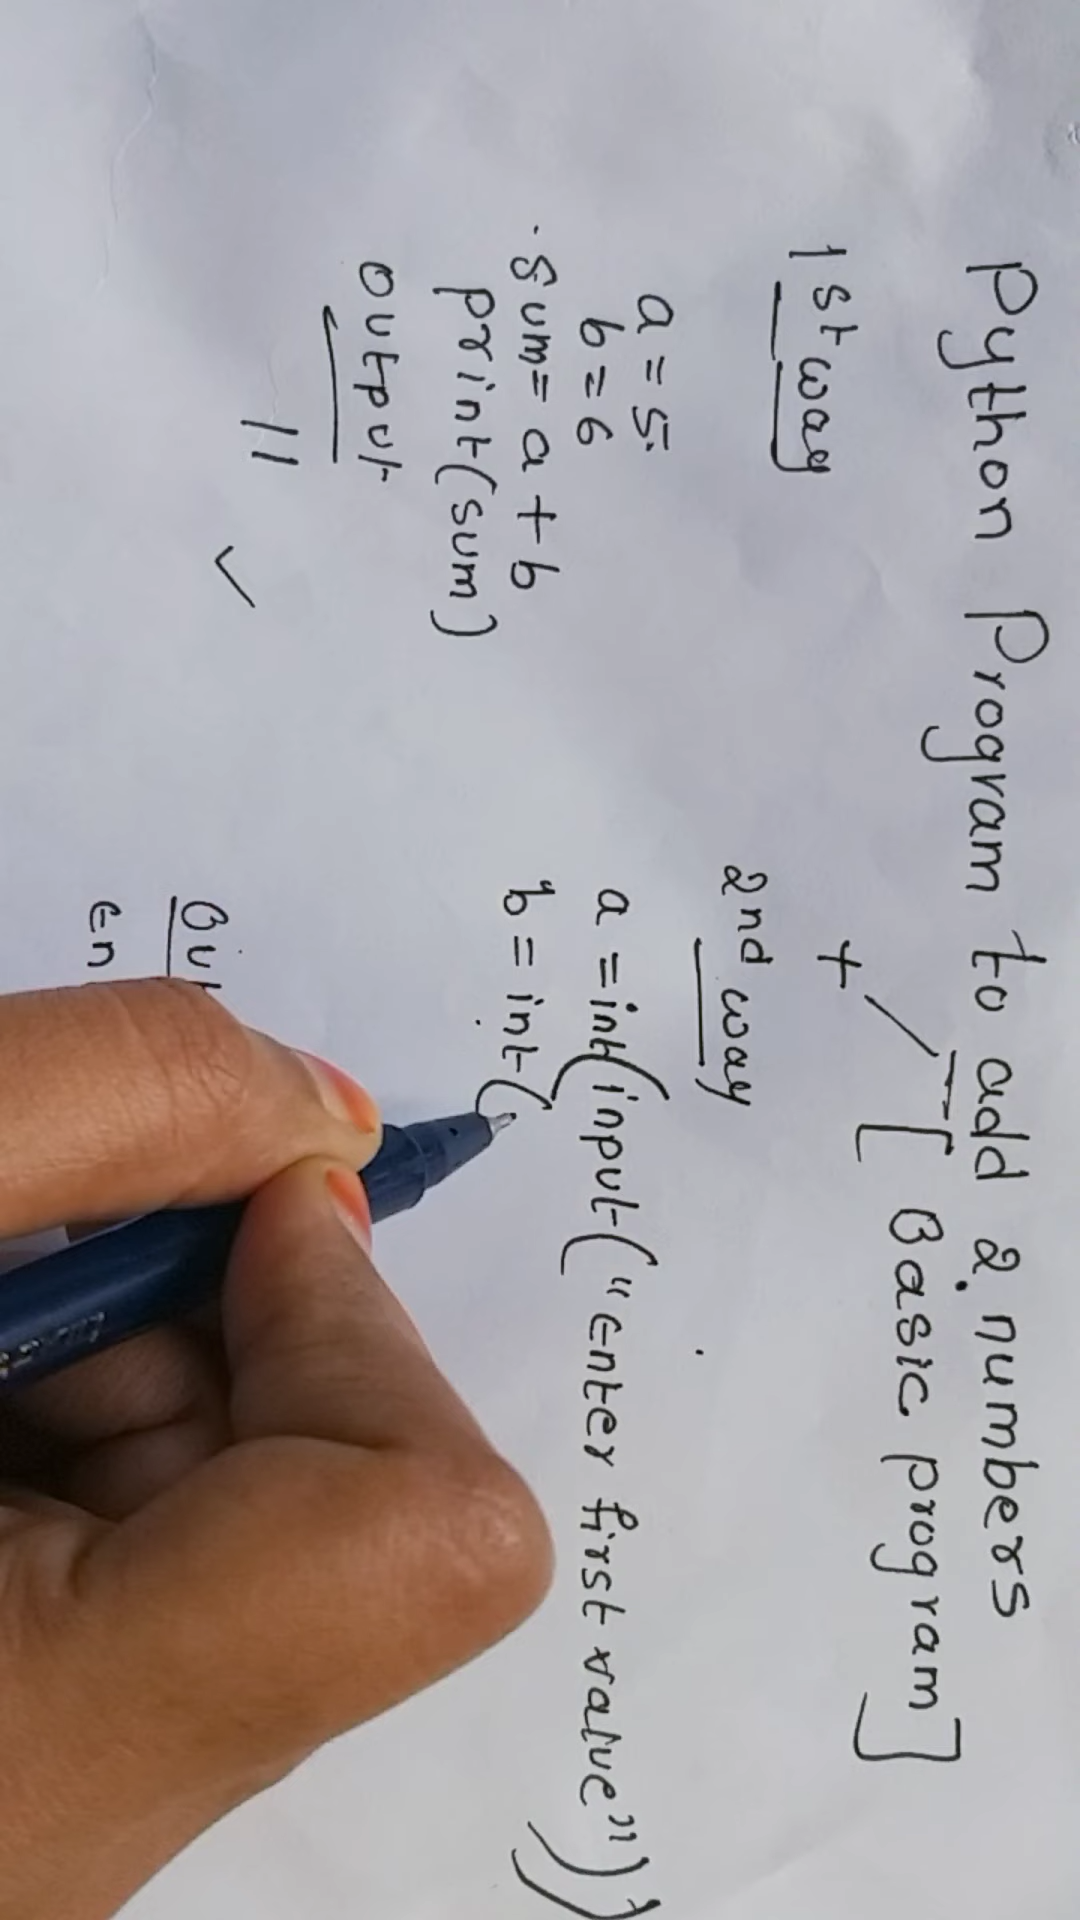 Python Program to add 2 numbers
+ [Basic program]
1st way
a = 5
b = 6
sum = a + b
print(sum)
output
11
2nd way
a = int(input("Enter first value"))
b = int(
Out
En